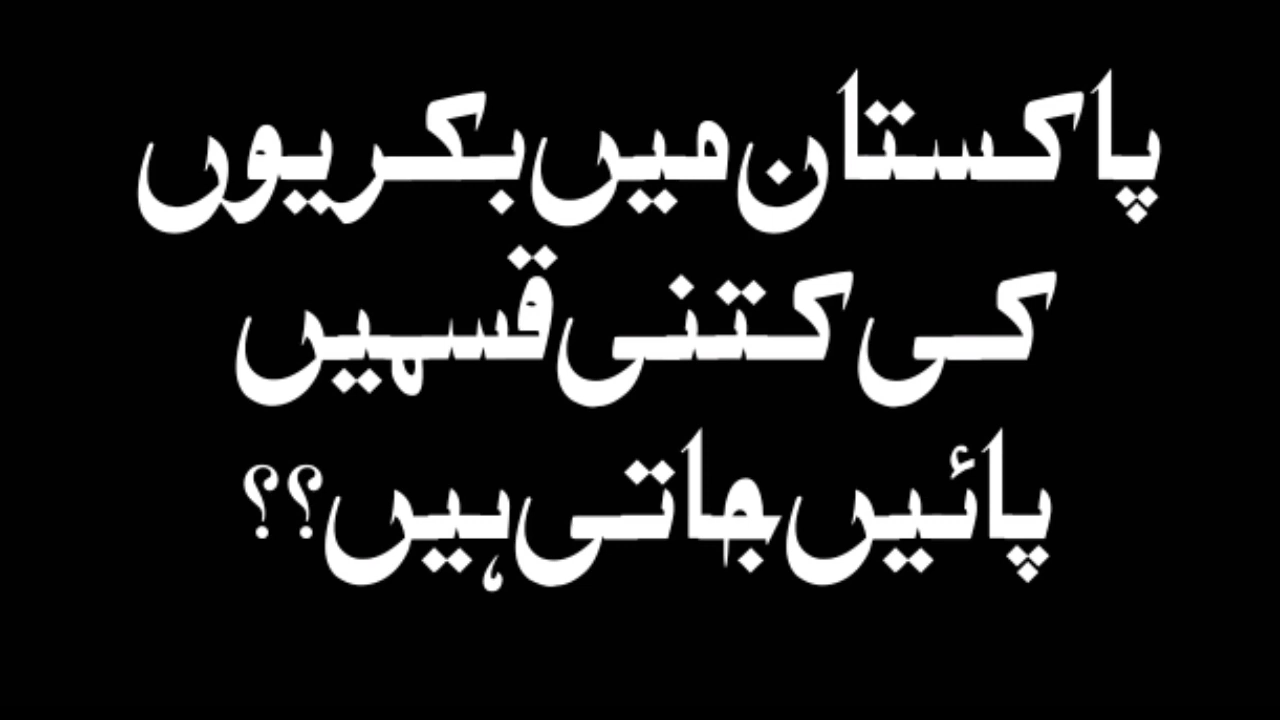 پاکستان میں بکریوں
کی کتنی قسمیں
پائیں جاتی ہیں؟؟